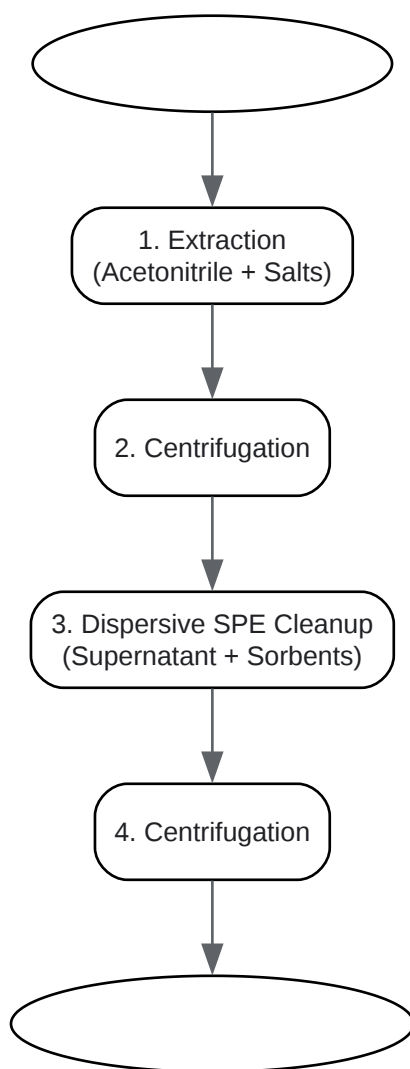 1. Extraction
(Acetonitrile + Salts)
2. Centrifugation
3. Dispersive SPE Cleanup
(Supernatant + Sorbents)
4. Centrifugation